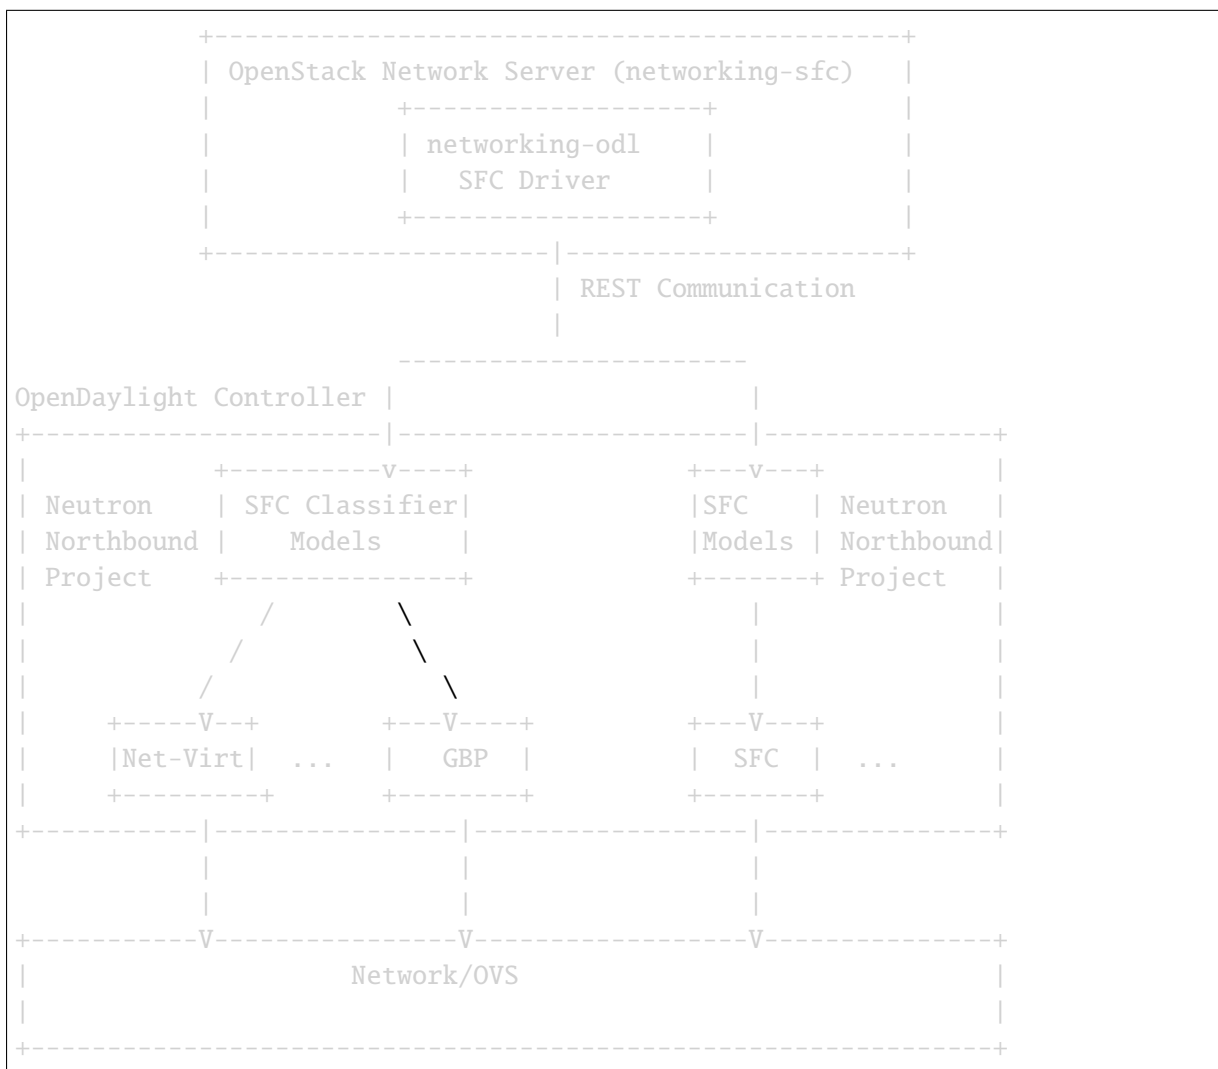 +---------------------------------------------+
| OpenStack Network Server (networking-sfc)   |
|            +-------------------+            |
|            | networking-odl    |            |
|            |   SFC Driver      |            |
|            +-------------------+            |
+----------------------|----------------------+
| REST Communication
|
-----------------------
OpenDaylight Controller |                       |
+-----------------------|-----------------------|---------------+
|            +----------v----+              +---v---+           |
| Neutron    | SFC Classifier|              |SFC    | Neutron   |
| Northbound |    Models     |              |Models | Northbound|
| Project    +---------------+              +-------+ Project   |
|               /        \                      |               |
|             /           \                     |               |
|           /               \                   |               |
|     +-----V--+        +---V----+          +---V---+           |
|     |Net-Virt|  ...   |   GBP  |          |  SFC  |  ...      |
|     +---------+       +--------+          +-------+           |
+-----------|----------------|------------------|---------------+
|                |                  |
|                |                  |
+-----------V----------------V------------------V---------------+
|                     Network/OVS                               |
|                                                               |
+---------------------------------------------------------------+